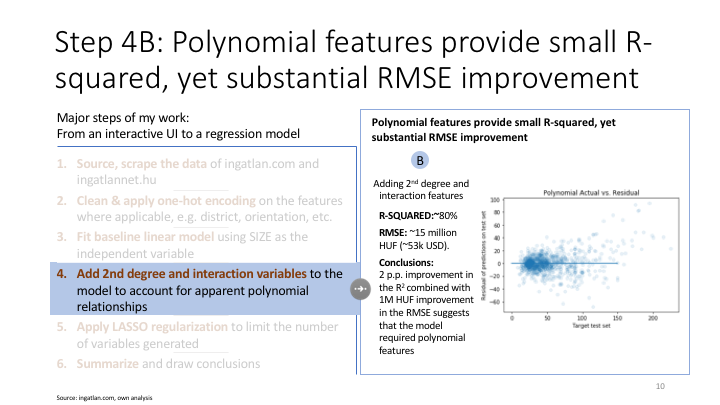 Step 4B: Polynomial features provide small R-
squared, yet substantial RMSE improvement
Major steps of my work:
From an interactive UI to a regression model
1. Source, scrape the data of ingatlan.com and
ingatlannet.hu
2. Clean & apply one-hot encoding on the features
where applicable, e.g. district, orientation, etc.
3. Fit baseline linear model using SIZE as the
independent variable
4. Add 2nd degree and interaction variables to the
model to account for apparent polynomial
relationships
5. Apply LASSO regularization to limit the number
of variables generated
6. Summarize and draw conclusions
Polynomial features provide small R-squared, yet
substantial RMSE improvement
B
Adding 2nd degree and
interaction features
R-SQUARED:~80%
RMSE: ~15 million
HUF (~53k USD).
Conclusions:
2 p.p. improvement in
the R2 combined with
1M HUF improvement
in the RMSE suggests
that the model
required polynomial
features
Polynomial Actual vs. Residual
Residual of predictions on test set
100
80
60
40
20
0
−20
−40
−60
0 50 100 150 200
Target test set
Source: ingatlan.com, own analysis
10